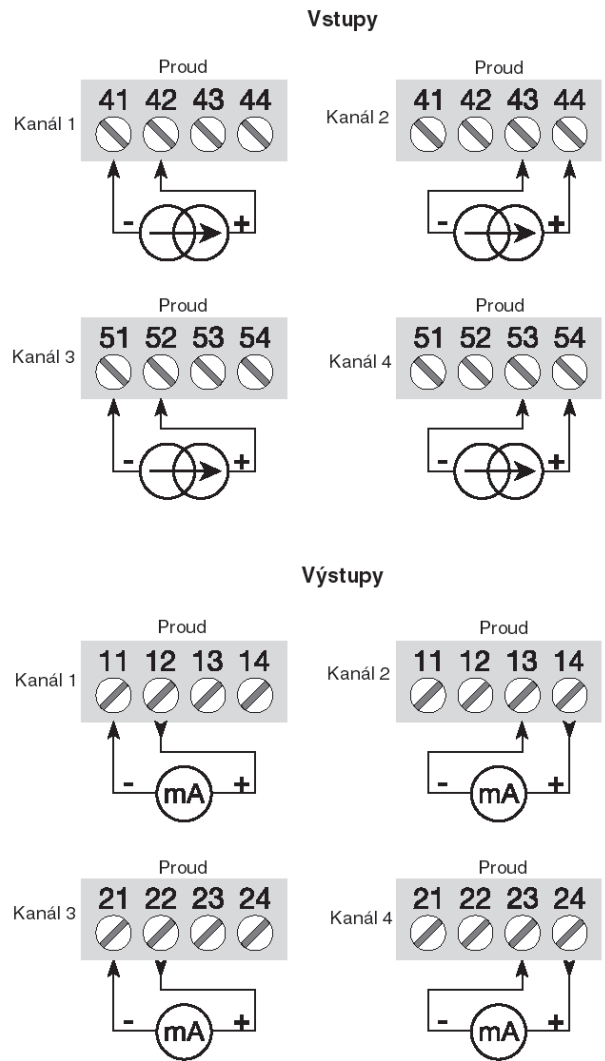 Vstupy
Proud
Kanál 1
41 42 43 44
- +
Proud
Kanál 2
41 42 43 44
- +
Proud
Kanál 3
51 52 53 54
- +
Proud
Kanál 4
51 52 53 54
- +
Výstupy
Proud
Kanál 1
11 12 13 14
- mA +
Proud
Kanál 2
11 12 13 14
- mA +
Proud
Kanál 3
21 22 23 24
- mA +
Proud
Kanál 4
21 22 23 24
- mA +